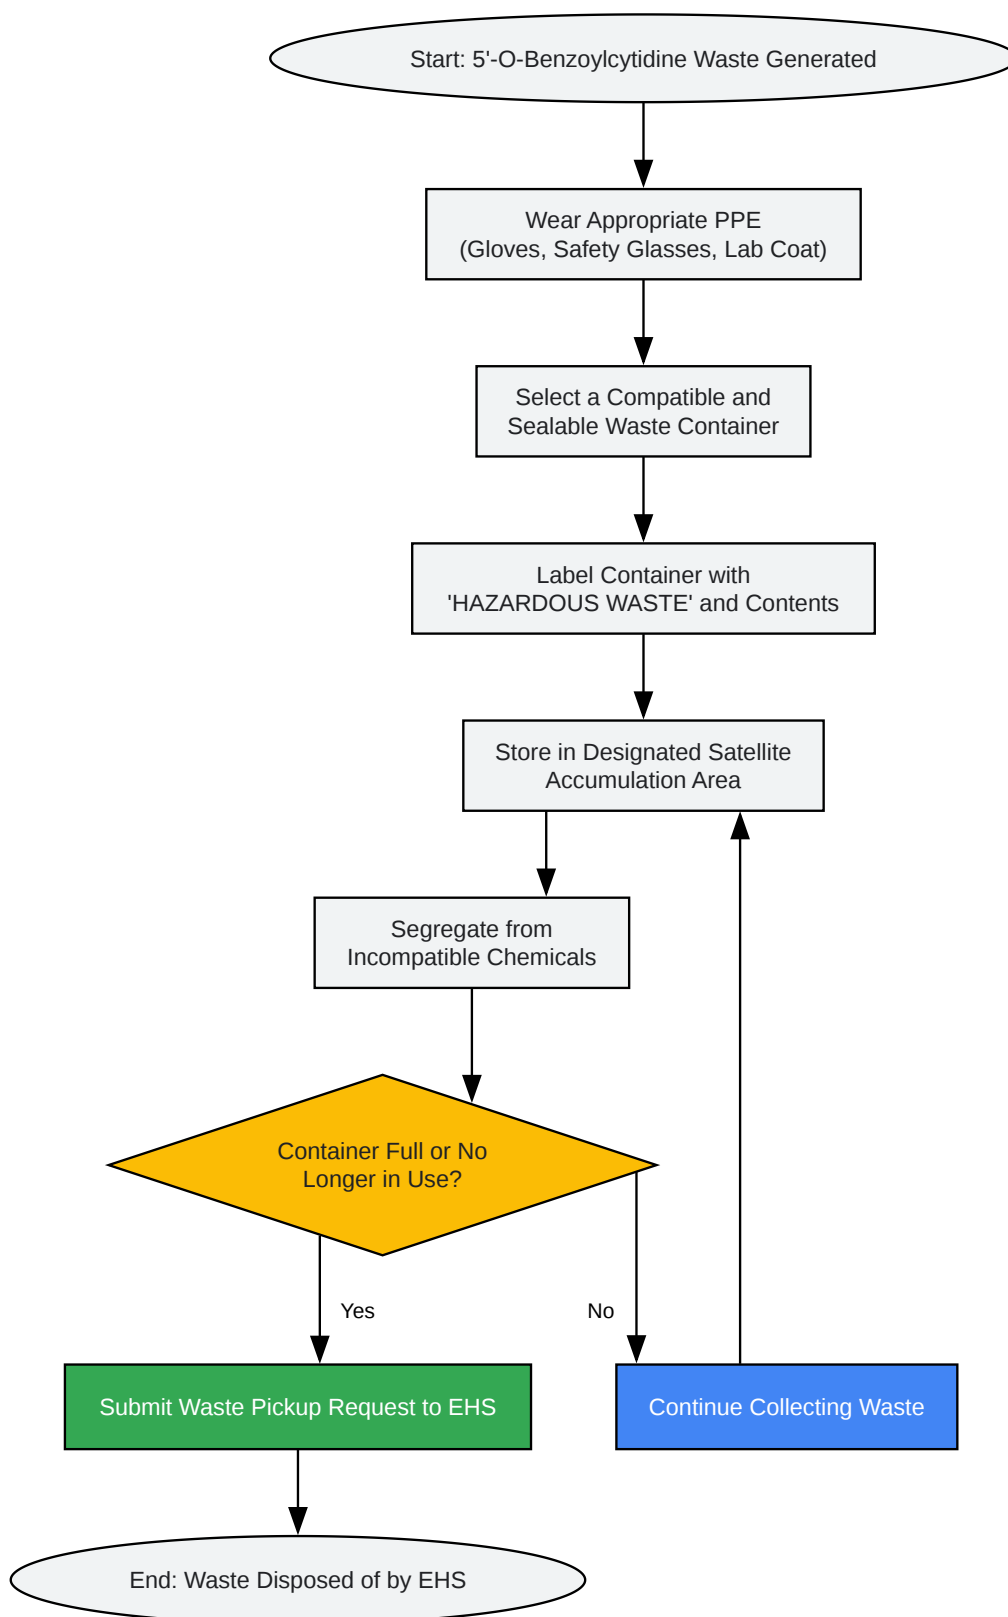 Start: 5'-O-Benzoylcytidine Waste Generated
Wear Appropriate PPE
(Gloves, Safety Glasses, Lab Coat)
Select a Compatible and
Sealable Waste Container
Label Container with
'HAZARDOUS WASTE' and Contents
Store in Designated Satellite
Accumulation Area
Segregate from
Incompatible Chemicals
Container Full or No
Longer in Use?
Yes
No
Submit Waste Pickup Request to EHS
Continue Collecting Waste
End: Waste Disposed of by EHS